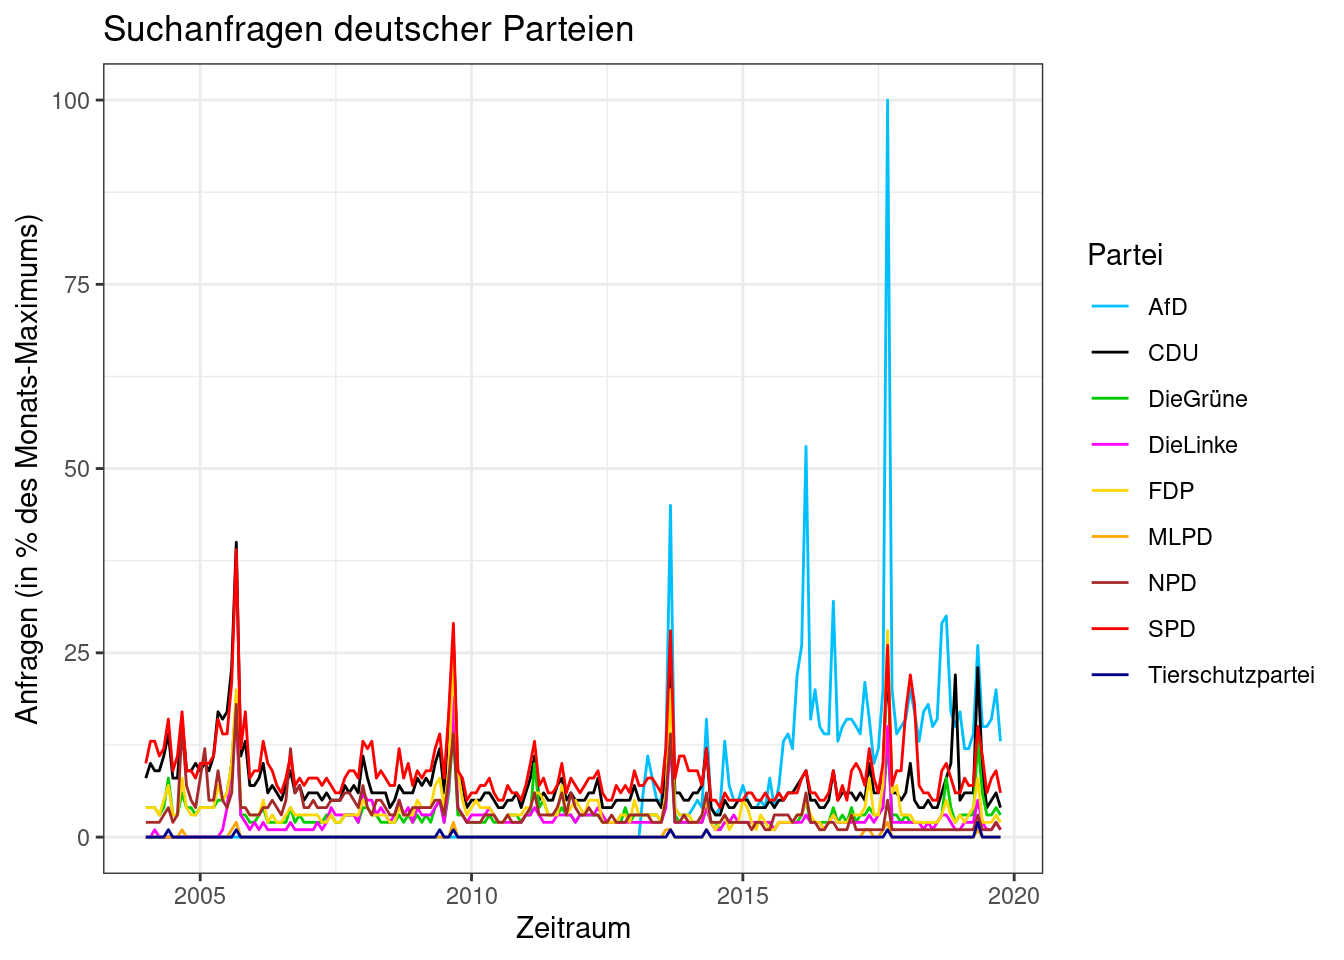 Suchanfragen deutscher Parteien
Anfragen (in % des Monats-Maximums)
100
75
50
25
0
2005 2010 2015 2020
Zeitraum
Partei
AfD
CDU
DieGrüne
DieLinke
FDP
MLPD
NPD
SPD
Tierschutzpartei